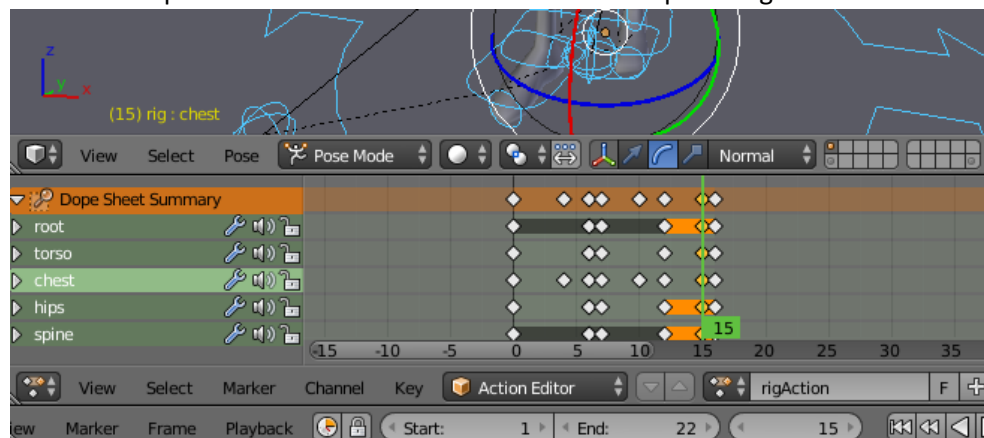 z
y
x
(15) rig : chest
View Select Pose Pose Mode Normal
Dope Sheet Summary
root
torso
chest
hips
spine
15
-15 -10 -5 0 5 10 15 20 25 30 35
View Select Marker Channel Key Action Editor rigAction F
iew Marker Frame Playback Start: 1 End: 22 15